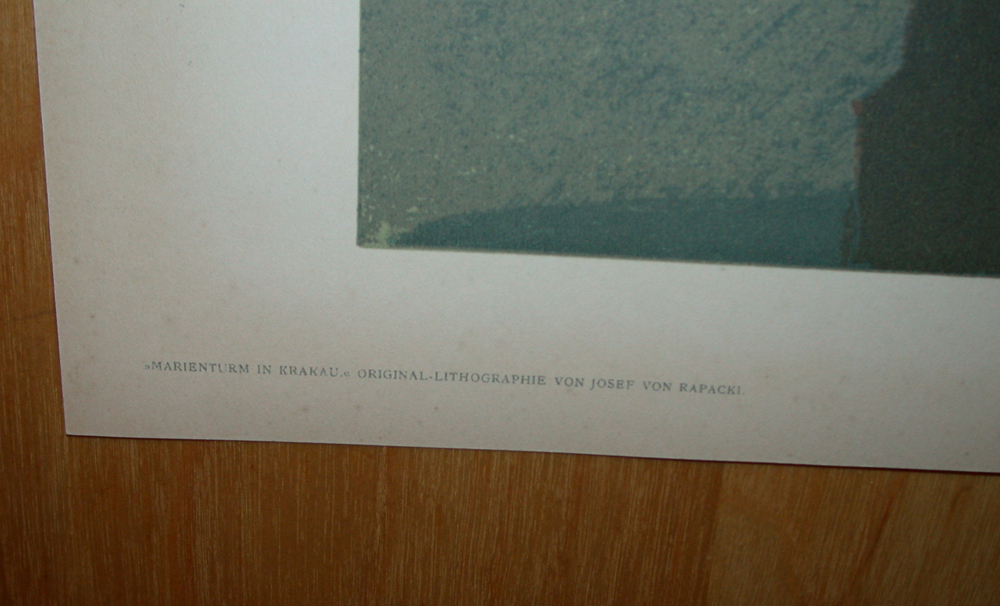 »MARIENTURM IN KRAKAU.« ORIGINAL-LITHOGRAPHIE VON JOSEF VON RAPACKI.